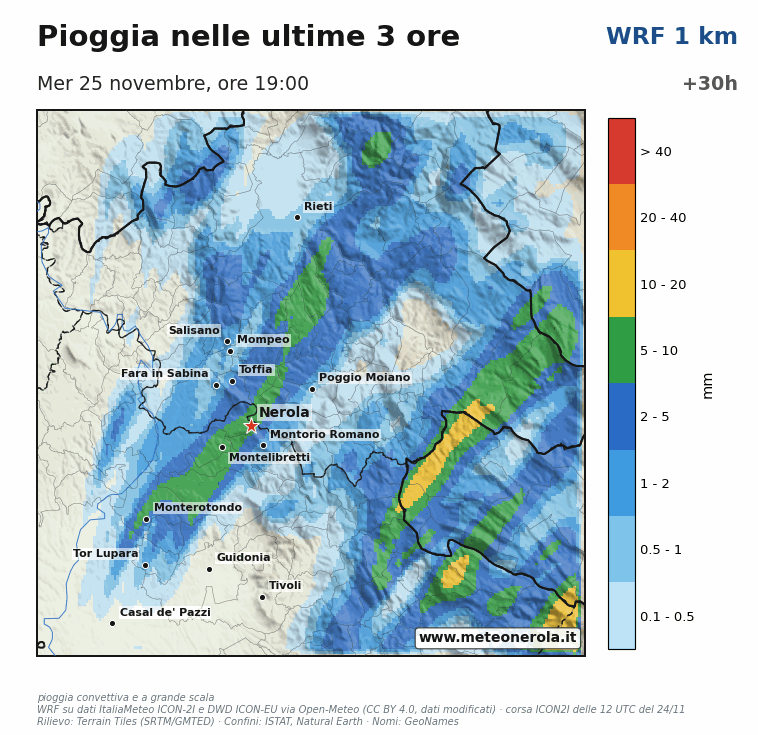 Pioggia nelle ultime 3 ore
WRF 1 km
Mer 25 novembre, ore 19:00
+30h
Rieti
Salisano
Mompeo
Toffia
Fara in Sabina
Poggio Moiano
Nerola
Montorio Romano
Montelibretti
Monterotondo
Tor Lupara
Guidonia
Tivoli
Casal de' Pazzi
www.meteonerola.it
> 40
20 - 40
10 - 20
5 - 10
2 - 5
1 - 2
0.5 - 1
0.1 - 0.5
mm
pioggia convettiva e a grande scala
WRF su dati ItaliaMeteo ICON-2I e DWD ICON-EU via Open-Meteo (CC BY 4.0, dati modificati) · corsa ICON2I delle 12 UTC del 24/11
Rilievo: Terrain Tiles (SRTM/GMTED) · Confini: ISTAT, Natural Earth · Nomi: GeoNames